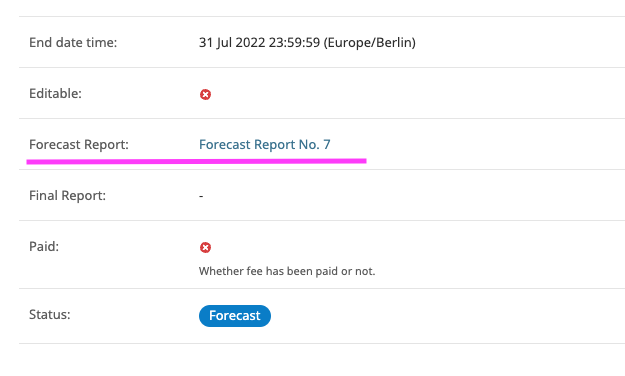 End date time: 31 Jul 2022 23:59:59 (Europe/Berlin)
Editable:
Forecast Report: Forecast Report No. 7
Final Report: -
Paid:
Whether fee has been paid or not.
Status: Forecast